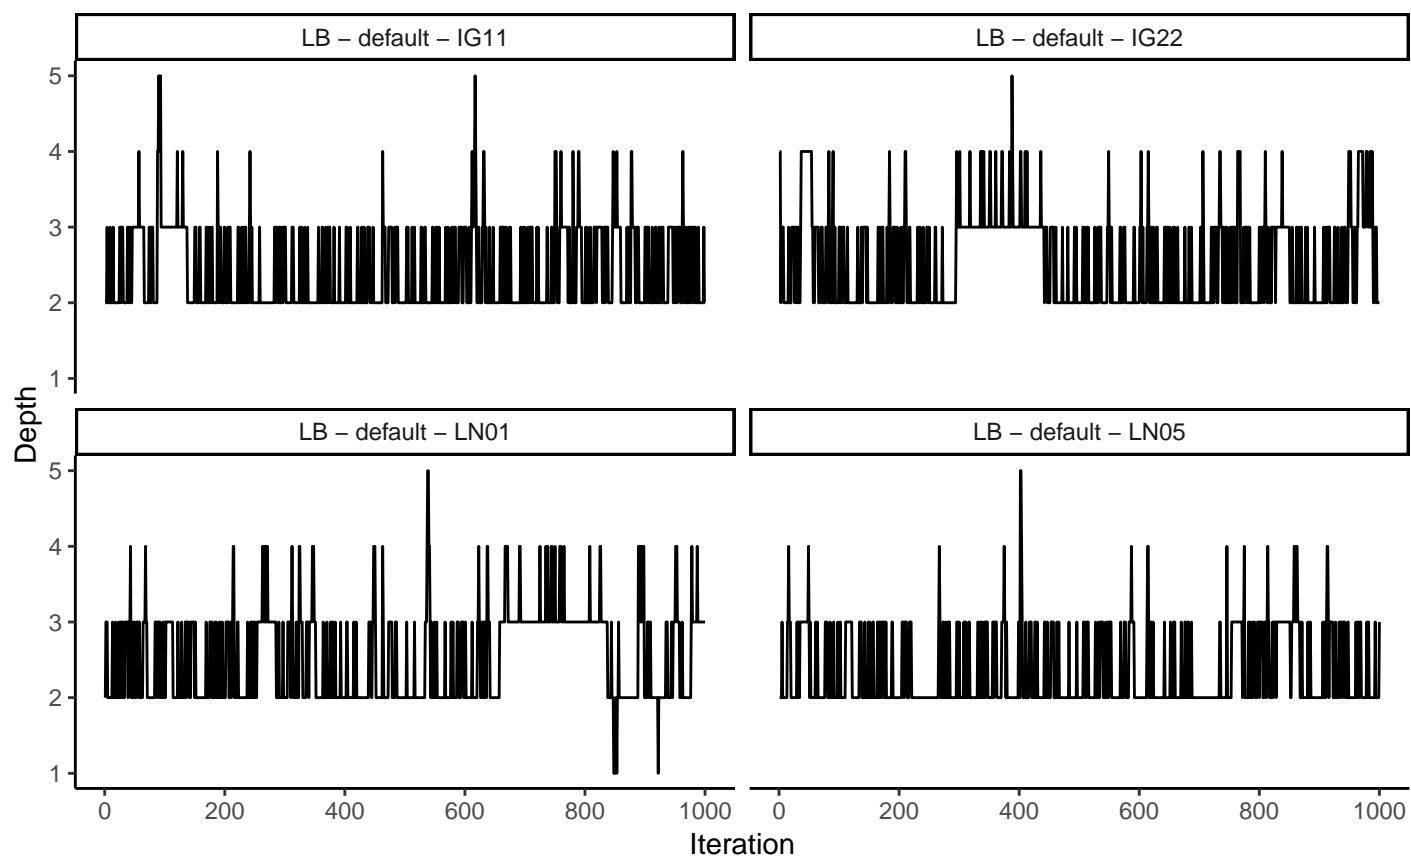 LB – default – IG11
LB – default – IG22
5
4
3
2
1
Depth
LB – default – LN01
LB – default – LN05
5
4
3
2
1
0 200 400 600 800 1000
0 200 400 600 800 1000
Iteration